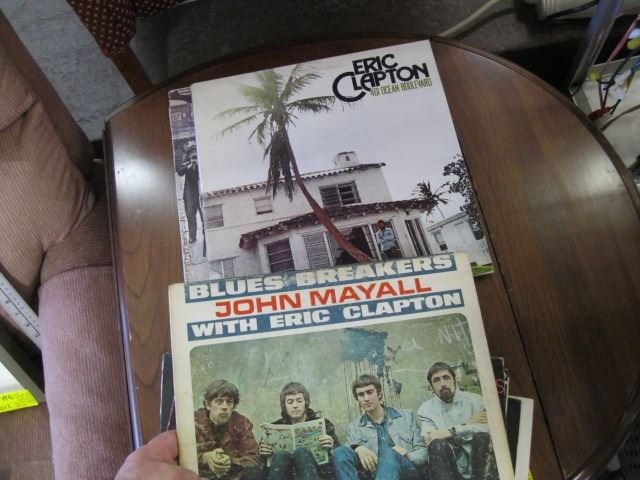 ERIC
CLAPTON
461 OCEAN BOULEVARD
BLUES BREAKERS
JOHN MAYALL
WITH ERIC CLAPTON